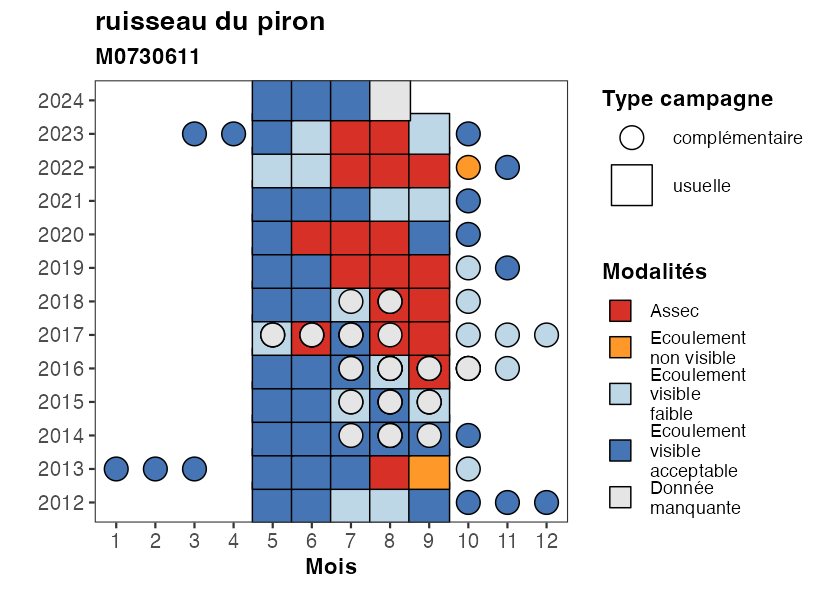 ruisseau du piron
M0730611
2024
2023
2022
2021
2020
2019
2018
2017
2016
2015
2014
2013
2012
1 2 3 4 5 6 7 8 9 10 11 12
Mois
Type campagne
complémentaire
usuelle
Modalités
Assec
Ecoulement
non visible
Ecoulement
visible
faible
Ecoulement
visible
acceptable
Donnée
manquante